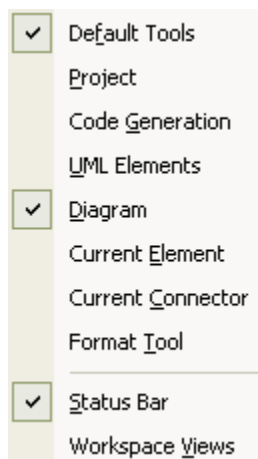 Default Tools
Project
Code Generation
UML Elements
Diagram
Current Element
Current Connector
Format Tool
Status Bar
Workspace Views